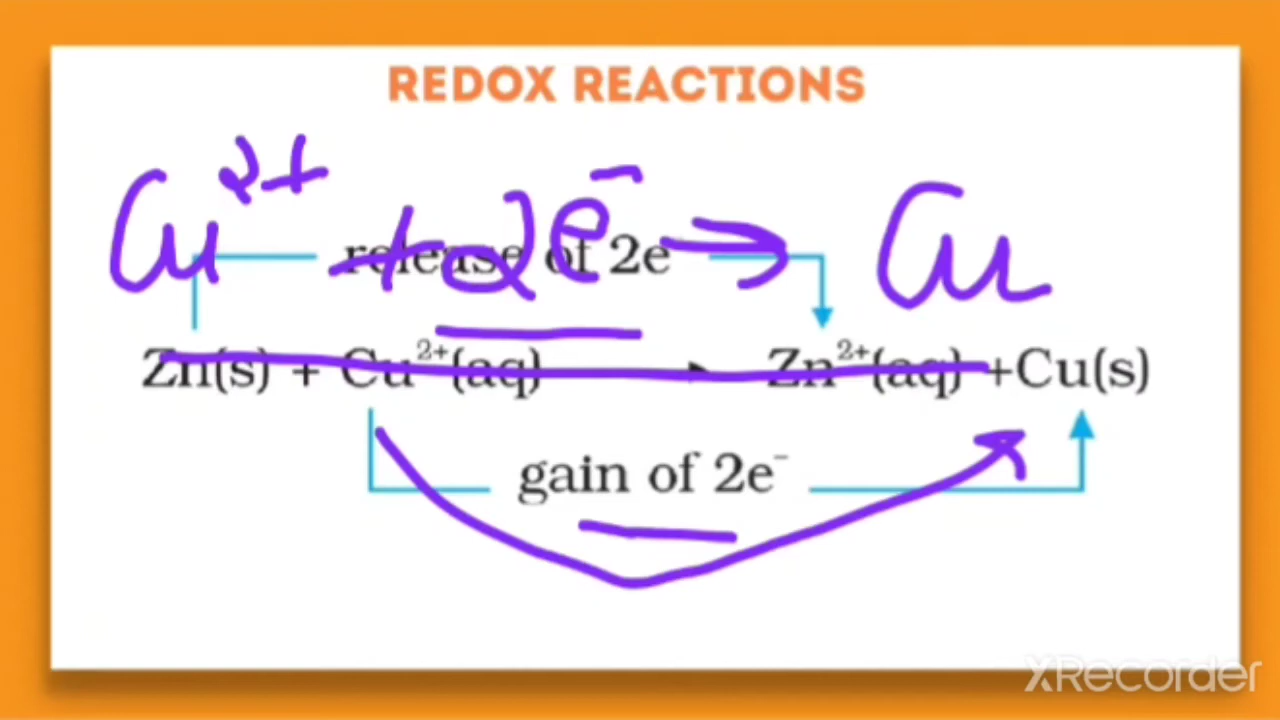 REDOX REACTIONS
Cu²⁺ + 2e⁻ → Cu
release of 2e⁻
Zn(s) + Cu²⁺(aq) → Zn²⁺(aq) +Cu(s)
gain of 2e⁻
XRecorder